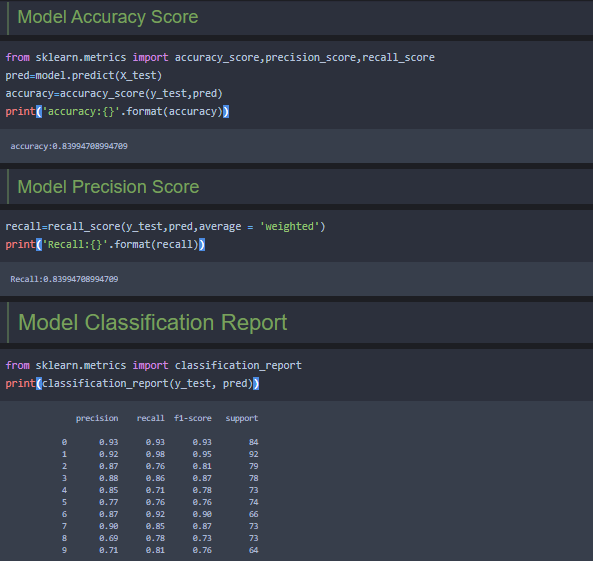 Model Accuracy Score
from sklearn.metrics import accuracy_score,precision_score,recall_score
pred=model.predict(X_test)
accuracy=accuracy_score(y_test,pred)
print('accuracy:{}'.format(accuracy))
accuracy:0.83994708994709
Model Precision Score
recall=recall_score(y_test,pred,average = 'weighted')
print('Recall:{}'.format(recall))
Recall:0.83994708994709
Model Classification Report
from sklearn.metrics import classification_report
print(classification_report(y_test, pred))
precision recall f1-score support
0 0.93 0.93 0.93 84
1 0.92 0.98 0.95 92
2 0.87 0.76 0.81 79
3 0.88 0.86 0.87 78
4 0.85 0.71 0.78 73
5 0.77 0.76 0.76 74
6 0.87 0.92 0.90 66
7 0.90 0.85 0.87 73
8 0.69 0.78 0.73 73
9 0.71 0.81 0.76 64